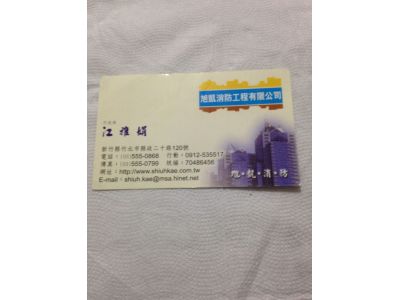 旭凱消防工程有限公司
江雅娟
新竹縣竹北市縣政二十路120號
電話：(03)555-0868 行動：0912-535517
傳真：(03)555-0799 統編：70486456
網址：http://www.shiuhkae.com.tw
E-mail：shiuh.kae@msa.hinet.net
消・防